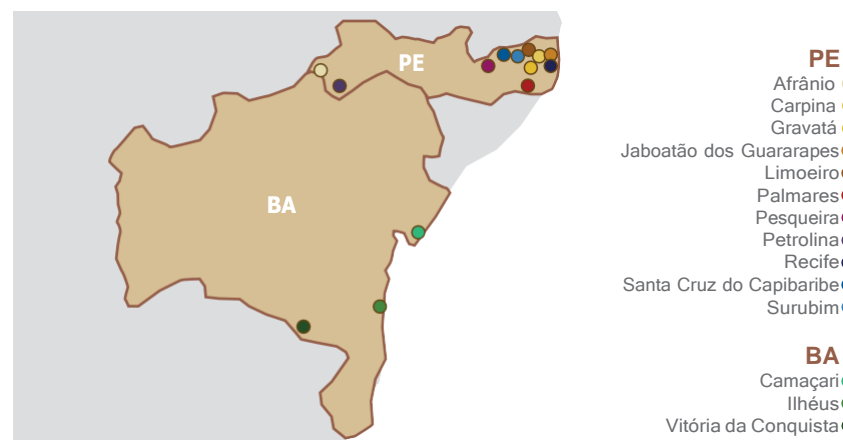 PE
BA
PE
Afrânio
Carpina
Gravatá
Jaboatão dos Guararapes
Limoeiro
Palmares
Pesqueira
Petrolina
Recife
Santa Cruz do Capibaribe
Surubim
BA
Camaçari
Ilhéus
Vitória da Conquista